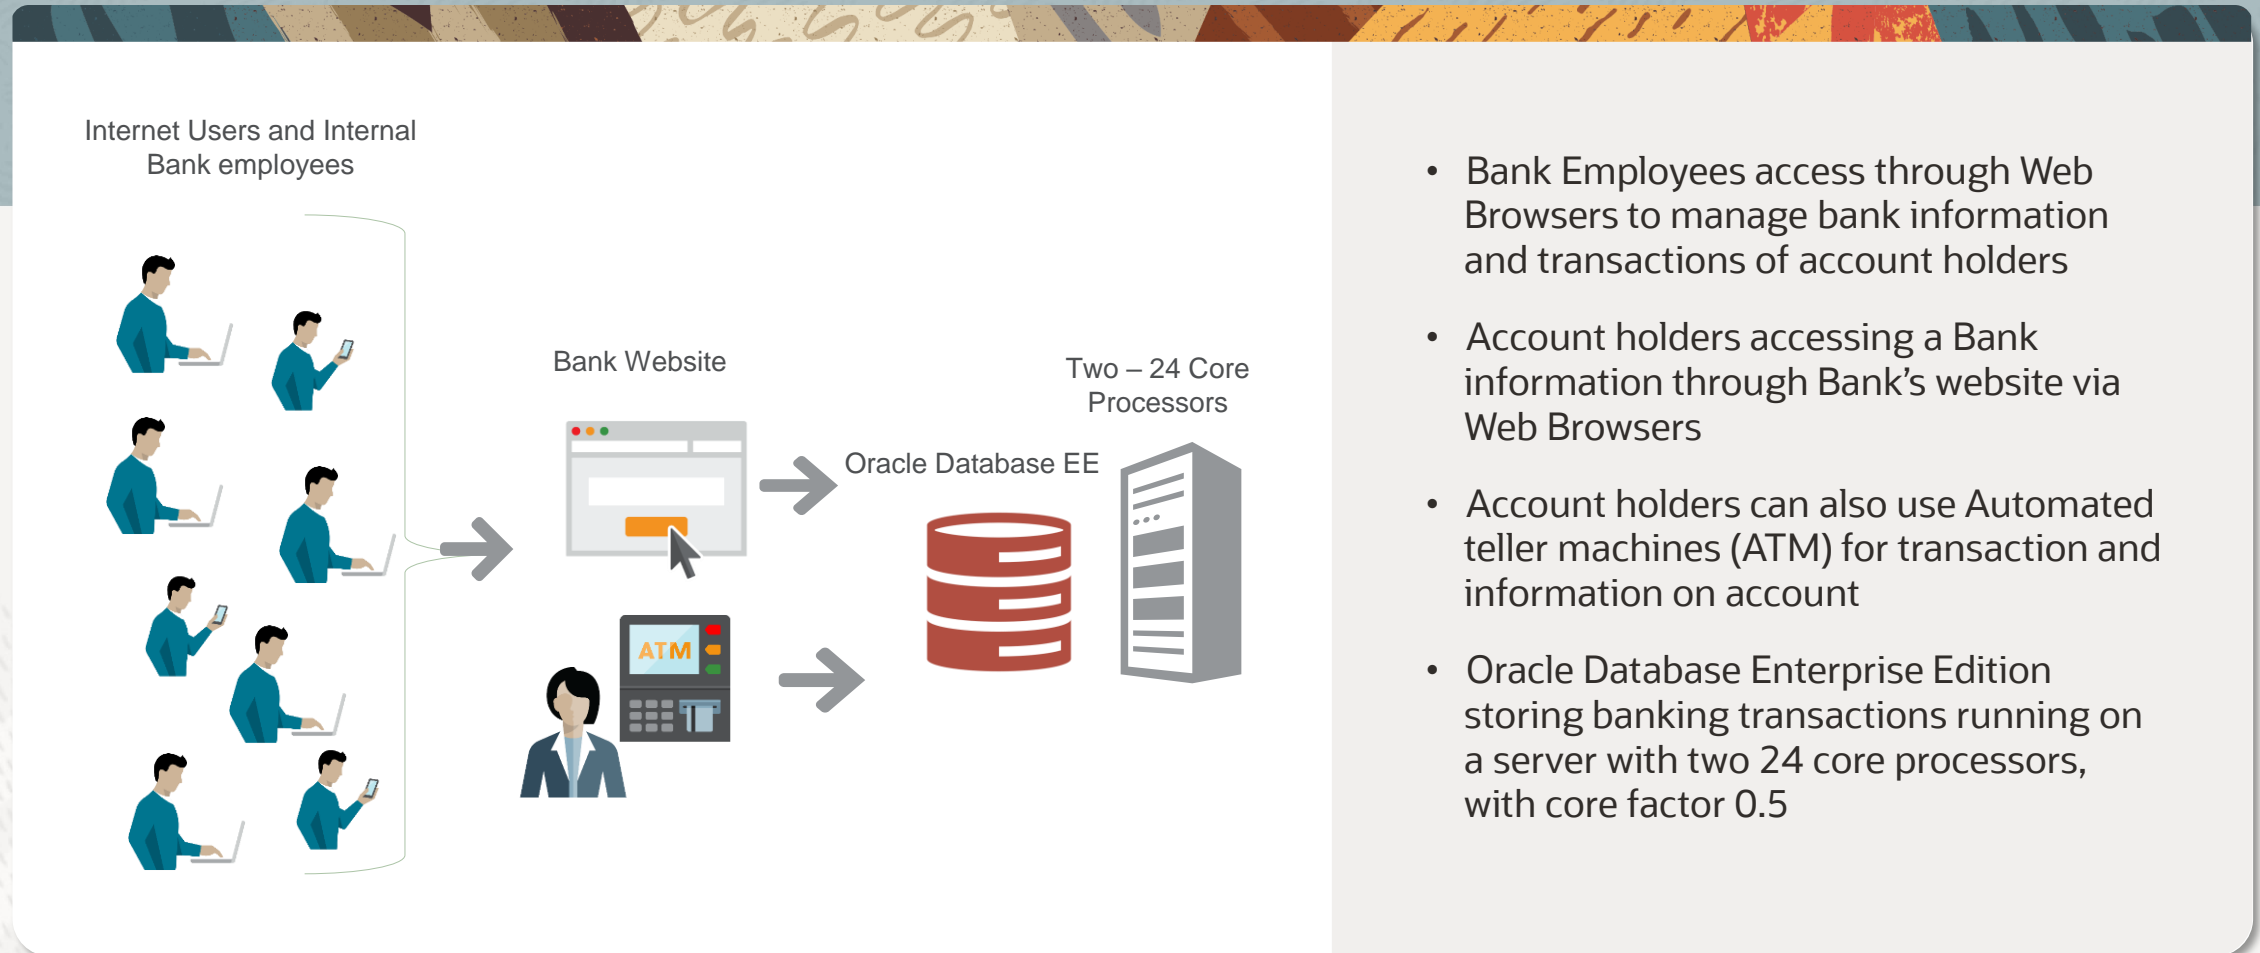 Internet Users and Internal
Bank employees
Bank Website
Two – 24 Core
Processors
Oracle Database EE
ATM
• Bank Employees access through Web
Browsers to manage bank information
and transactions of account holders
• Account holders accessing a Bank
information through Bank’s website via
Web Browsers
• Account holders can also use Automated
teller machines (ATM) for transaction and
information on account
• Oracle Database Enterprise Edition
storing banking transactions running on
a server with two 24 core processors,
with core factor 0.5